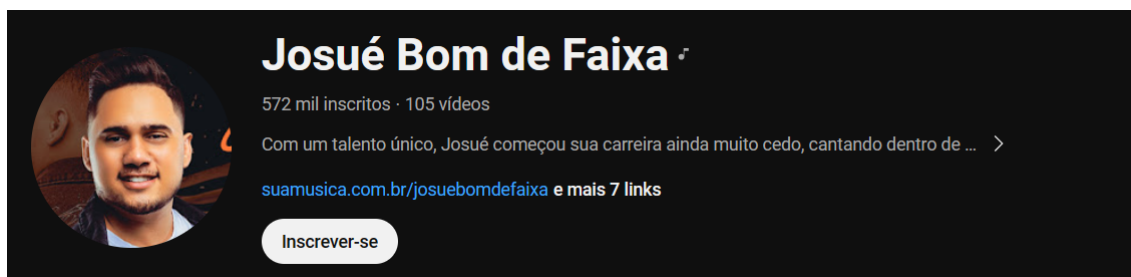 Josué Bom de Faixa
572 mil inscritos · 105 vídeos
Com um talento único, Josué começou sua carreira ainda muito cedo, cantando dentro de ...
suamusica.com.br/josuebomdefaixa e mais 7 links
Inscrever-se